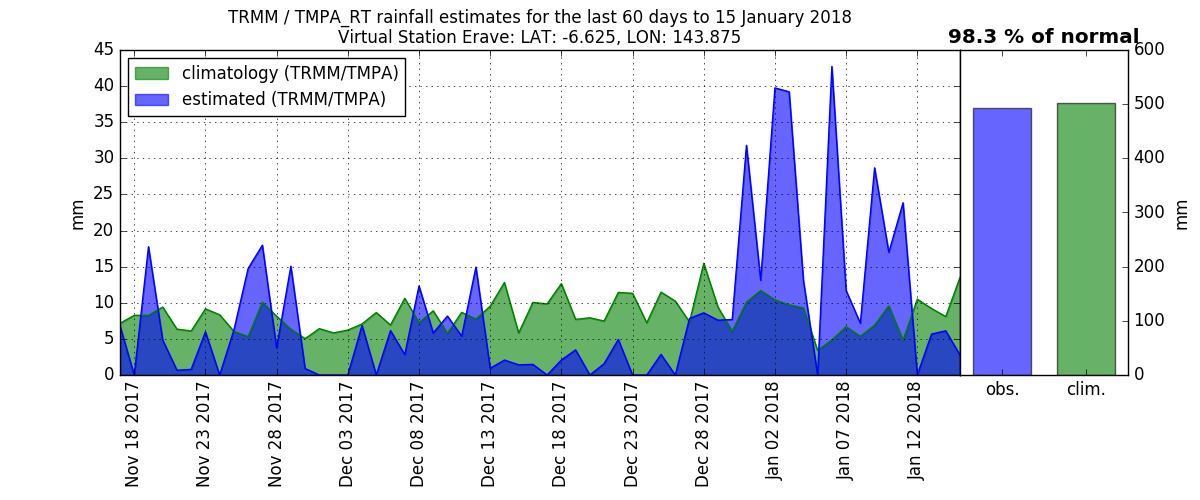 TRMM / TMPA_RT rainfall estimates for the last 60 days to 15 January 2018
Virtual Station Erave: LAT: -6.625, LON: 143.875
98.3 % of normal
climatology (TRMM/TMPA)
estimated (TRMM/TMPA)
45
40
35
30
25
20
15
10
5
0
mm
Nov 18 2017
Nov 23 2017
Nov 28 2017
Dec 03 2017
Dec 08 2017
Dec 13 2017
Dec 18 2017
Dec 23 2017
Dec 28 2017
Jan 02 2018
Jan 07 2018
Jan 12 2018
obs.
clim.
600
500
400
300
200
100
0
mm